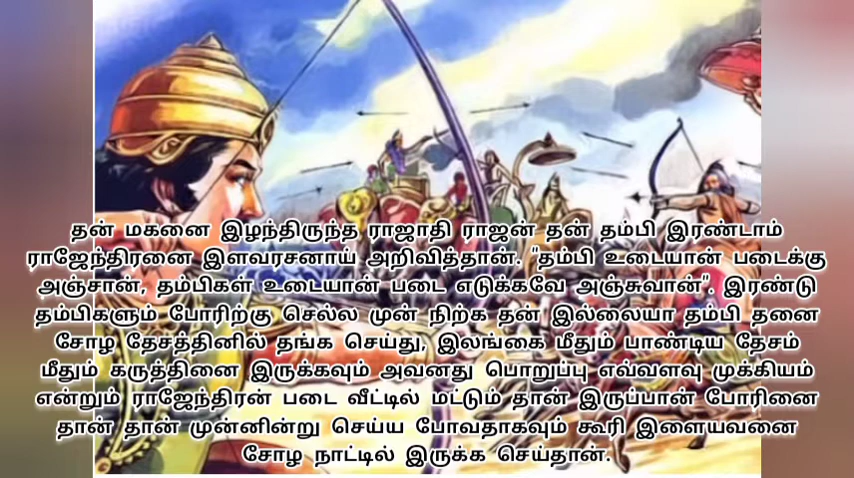 தன் மகனை இழந்திருந்த ராஜாதி ராஜன் தன் தம்பி இரண்டாம்
ராஜேந்திரனை இளவரசனாய் அறிவித்தான். "தம்பி உடையான் படைக்கு
அஞ்சான், தம்பிகள் உடையான் படை எடுக்கவே அஞ்சுவான்". இரண்டு
தம்பிகளும் போரிற்கு செல்ல முன் நிற்க தன் இல்லையா தம்பி தனை
சோழ தேசத்தினில் தங்க செய்து, இலங்கை மீதும் பாண்டிய தேசம்
மீதும் கருத்தினை இருக்கவும் அவனது பொறுப்பு எவ்வளவு முக்கியம்
என்றும் ராஜேந்திரன் படை வீட்டில் மட்டும் தான் இருப்பான் போரினை
தான் தான் முன்னின்று செய்ய போவதாகவும் கூரி இளையவனை
சோழ நாட்டில் இருக்க செய்தான்.